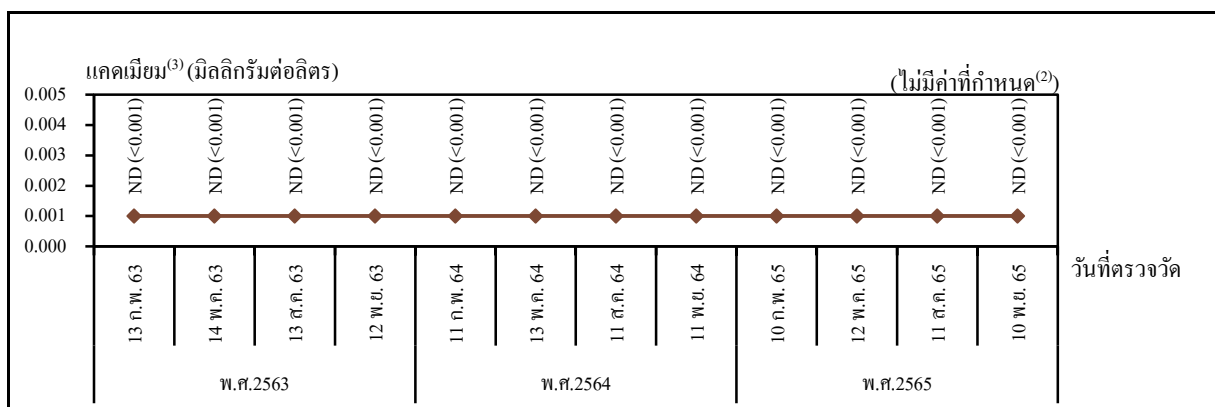 แคดเมียม(3) (มิลลิกรัมต่อลิตร)
(ไม่มีค่าที่กำหนด(2)
0.005
0.004
0.003
0.002
0.001
0.000
ND (<0.001)
ND (<0.001)
ND (<0.001)
ND (<0.001)
ND (<0.001)
ND (<0.001)
ND (<0.001)
ND (<0.001)
ND (<0.001)
ND (<0.001)
ND (<0.001)
ND (<0.001)
13 ก.พ. 63
14 พ.ค. 63
13 ส.ค. 63
12 พ.ย. 63
11 ก.พ. 64
13 พ.ค. 64
11 ส.ค. 64
11 พ.ย. 64
10 ก.พ. 65
12 พ.ค. 65
11 ส.ค. 65
10 พ.ย. 65
วันที่ตรวจวัด
พ.ศ.2563
พ.ศ.2564
พ.ศ.2565